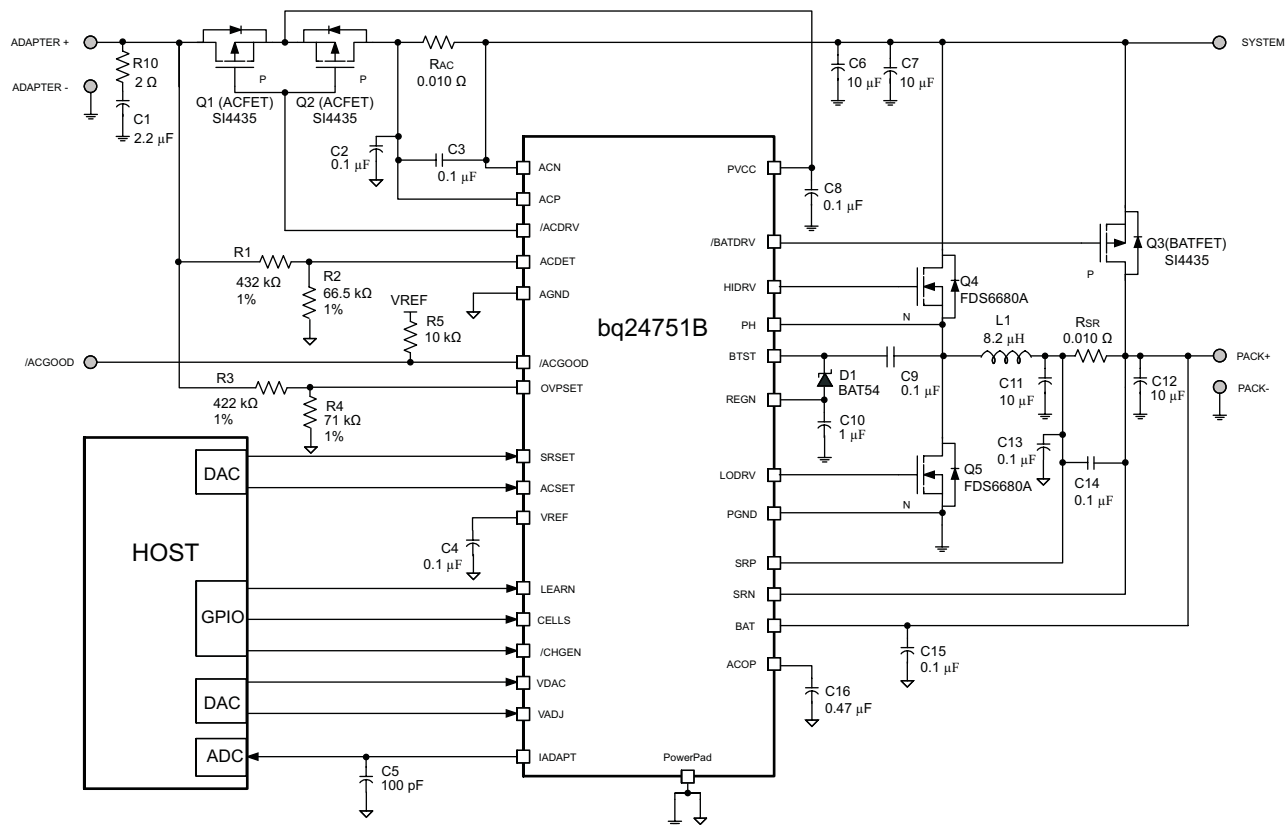 ADAPTER +
R10
2 Ω
ADAPTER -
C1
2.2 µF
P
Q1 (ACFET)
SI4435
P
Q2 (ACFET)
SI4435
RAC
0.010 Ω
C6
10 µF
C7
10 µF
SYSTEM
C2
0.1 µF
C3
0.1 µF
C8
0.1 µF
ACN
ACP
/ACDRV
ACDET
AGND
/ACGOOD
OVPSET
SRSET
ACSET
VREF
LEARN
CELLS
/CHGEN
VDAC
VADJ
IADAPT
bq24751B
PVCC
/BATDRV
HIDRV
PH
BTST
REGN
LODRV
PGND
SRP
SRN
BAT
ACOP
PowerPad
R1
432 kΩ
1%
R2
66.5 kΩ
1%
VREF
R5
10 kΩ
/ACGOOD
R3
422 kΩ
1%
R4
71 kΩ
1%
HOST
DAC
GPIO
DAC
ADC
C4
0.1 µF
C5
100 pF
Q3(BATFET)
SI4435
P
Q4
FDS6680A
N
L1
8.2 µH
RSR
0.010 Ω
PACK+
PACK-
D1
BAT54
C9
0.1 µF
C10
1 µF
C11
10 µF
C12
10 µF
C13
0.1 µF
C14
0.1 µF
Q5
FDS6680A
N
C15
0.1 µF
C16
0.47 µF